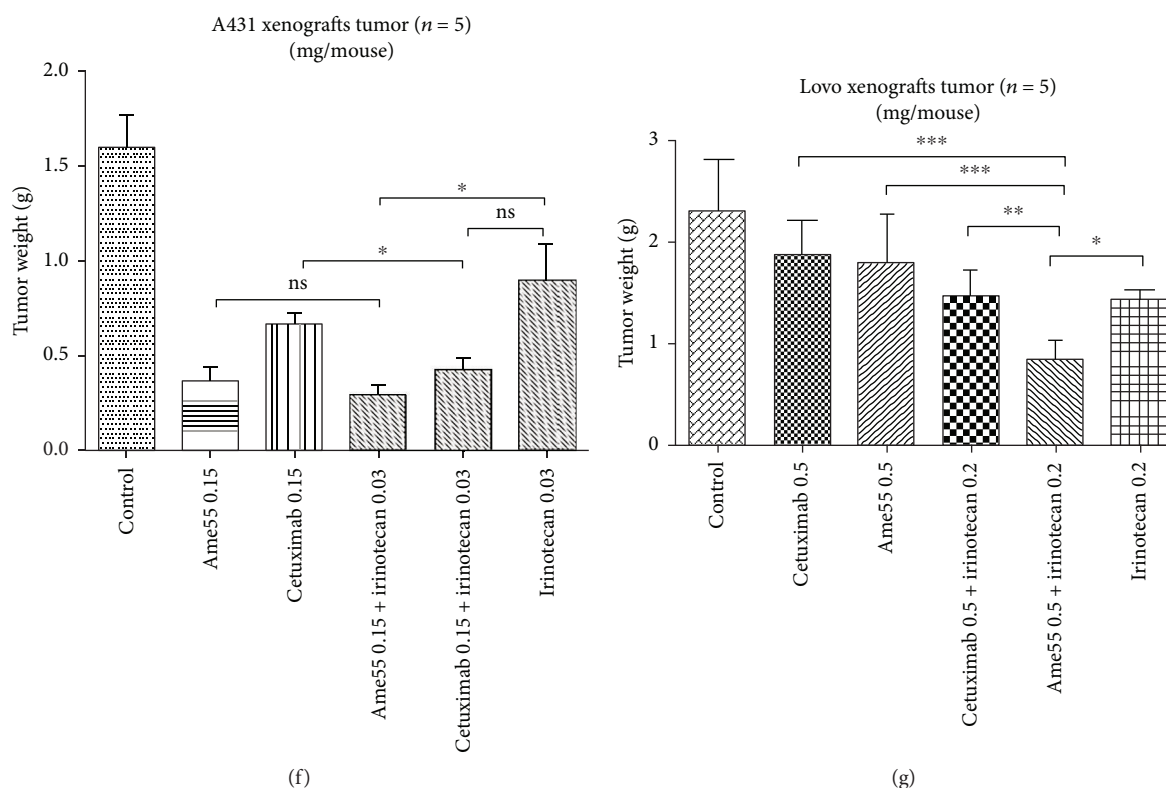 A431 xenografts tumor (n = 5)
(mg/mouse)
Tumor weight (g)
2.0
1.5
1.0
0.5
0.0
*
ns
*
ns
Control
Ame55 0.15
Cetuximab 0.15
Ame55 0.15 + irinotecan 0.03
Cetuximab 0.15 + irinotecan 0.03
Irinotecan 0.03
(f)
Lovo xenografts tumor (n = 5)
(mg/mouse)
Tumor weight (g)
3
2
1
0
***
***
**
*
Control
Cetuximab 0.5
Ame55 0.5
Cetuximab 0.5 + irinotecan 0.2
Ame55 0.5 + irinotecan 0.2
Irinotecan 0.2
(g)